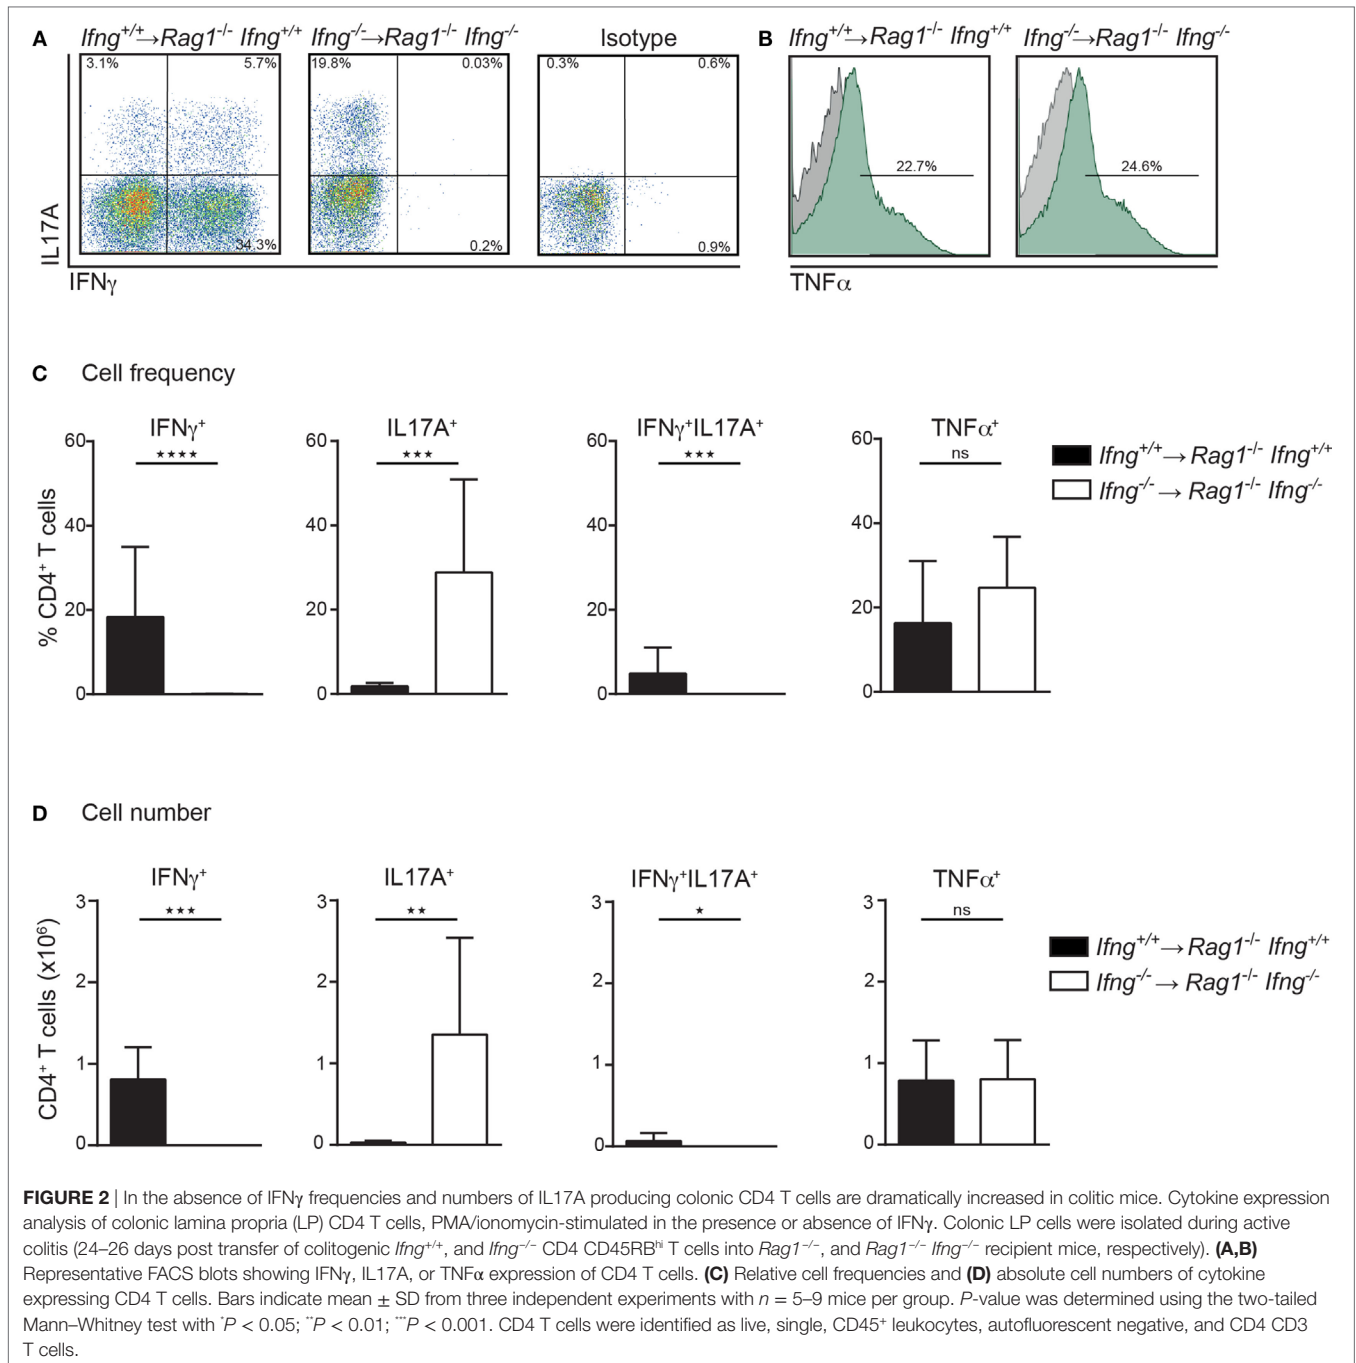 A
Ifng+/+→Rag1-/- Ifng+/+ Ifng-/-→Rag1-/- Ifng-/- Isotype
3.1% 5.7% 19.8% 0.03% 0.3% 0.6%
34.3% 0.2% 0.9%
IL17A
IFNγ
B
Ifng+/+→Rag1-/- Ifng+/+ Ifng-/-→Rag1-/- Ifng-/-
22.7% 24.6%
TNFα
C Cell frequency
IFNγ+ IL17A+ IFNγ+IL17A+ TNFα+
60 60 60 60
★★★★ ★★★ ★★★ ns
40 40 40 40
20 20 20 20
0 0 0 0
% CD4+ T cells
Ifng+/+→ Rag1-/- Ifng+/+
Ifng-/- → Rag1-/- Ifng-/-
D Cell number
IFNγ+ IL17A+ IFNγ+IL17A+ TNFα+
3 3 3 3
★★★ ★★ ★ ns
2 2 2 2
1 1 1 1
0 0 0 0
CD4+ T cells (x10⁶)
Ifng+/+→ Rag1-/- Ifng+/+
Ifng-/- → Rag1-/- Ifng-/-
FIGURE 2 | In the absence of IFNγ frequencies and numbers of IL17A producing colonic CD4 T cells are dramatically increased in colitic mice. Cytokine expression
analysis of colonic lamina propria (LP) CD4 T cells, PMA/ionomycin-stimulated in the presence or absence of IFNγ. Colonic LP cells were isolated during active
colitis (24–26 days post transfer of colitogenic Ifng+/+, and Ifng−/− CD4 CD45RBhi T cells into Rag1−/−, and Rag1−/− Ifng−/− recipient mice, respectively). (A,B)
Representative FACS blots showing IFNγ, IL17A, or TNFα expression of CD4 T cells. (C) Relative cell frequencies and (D) absolute cell numbers of cytokine
expressing CD4 T cells. Bars indicate mean ± SD from three independent experiments with n = 5–9 mice per group. P-value was determined using the two-tailed
Mann–Whitney test with *P < 0.05; **P < 0.01; ***P < 0.001. CD4 T cells were identified as live, single, CD45+ leukocytes, autofluorescent negative, and CD4 CD3
T cells.